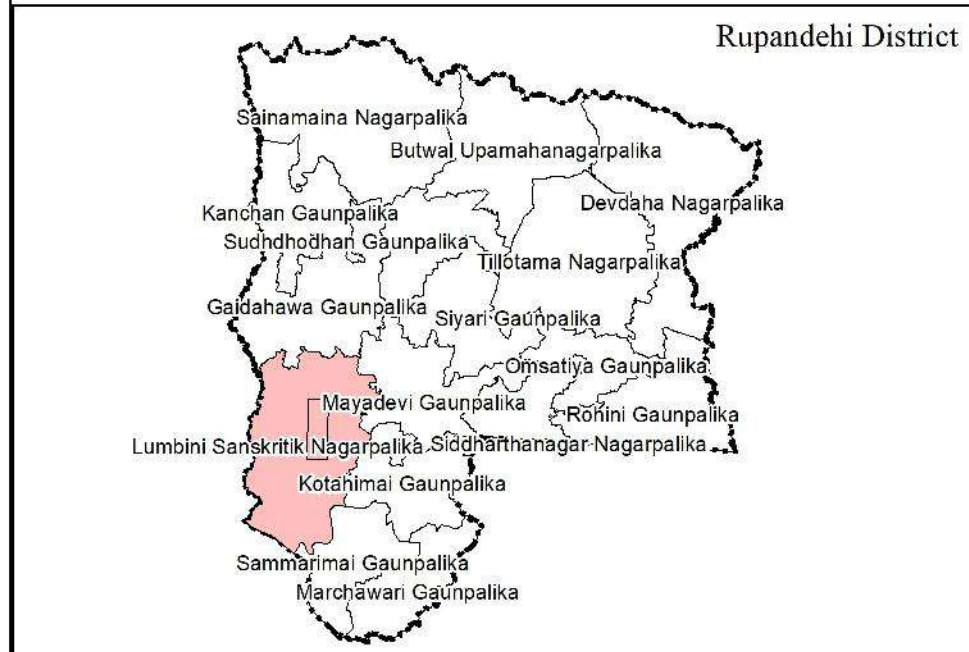 Rupandehi District
Sainamaina Nagarpalika
Butwal Upamahanagarpalika
Devdaha Nagarpalika
Kanchan Gaunpalika
Sudhdhodhan Gaunpalika
Tillotama Nagarpalika
Gaidahawa Gaunpalika
Siyari Gaunpalika
Omsatiya Gaunpalika
Mayadevi Gaunpalika
Rohini Gaunpalika
Lumbini Sanskritik Nagarpalika
Siddharthanagar Nagarpalika
Kotahimai Gaunpalika
Sammarimai Gaunpalika
Marchawari Gaunpalika